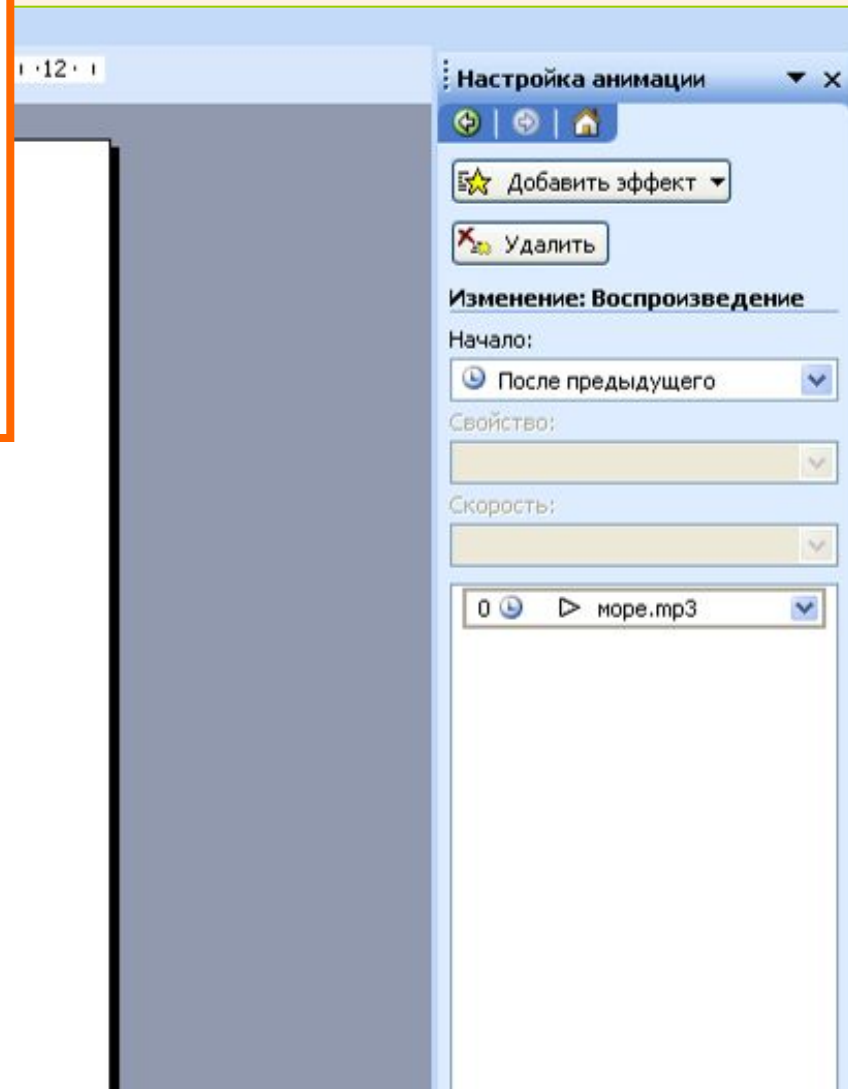 12
Настройка анимации
Добавить эффект
Удалить
Изменение: Воспроизведение
Начало:
После предыдущего
Свойство:
Скорость:
0 море.mp3